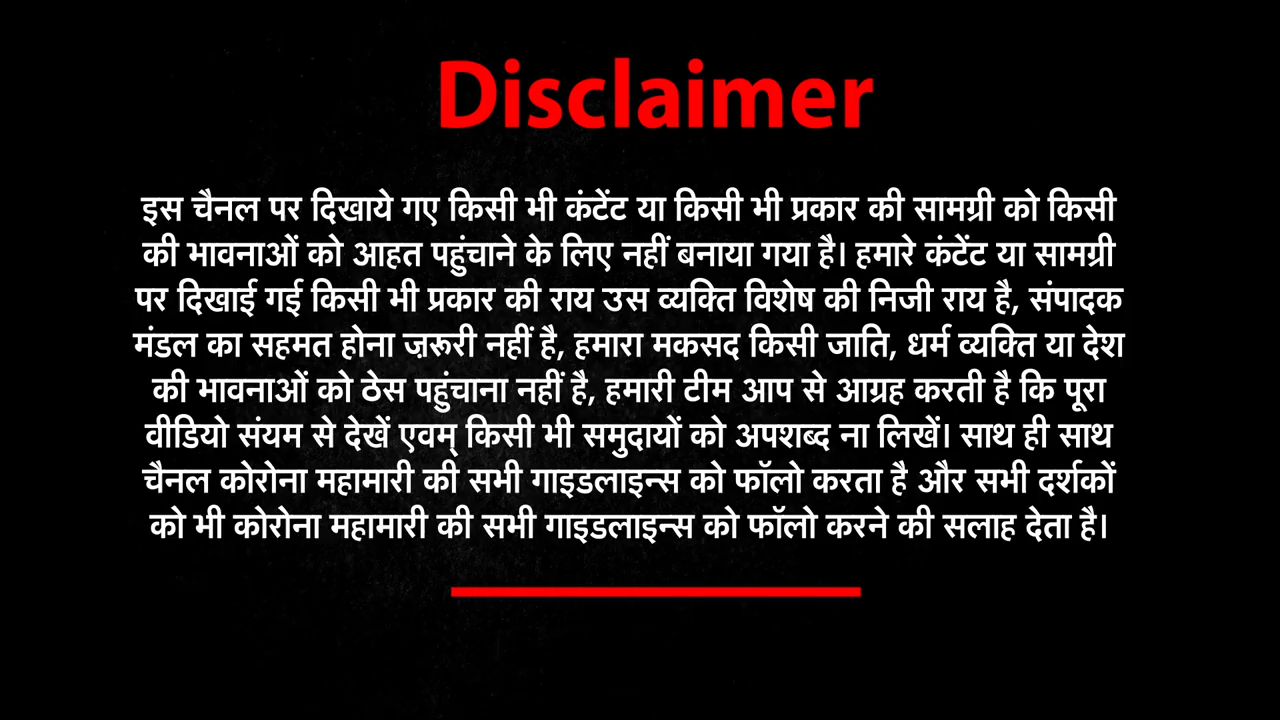 Disclaimer
इस चैनल पर दिखाये गए किसी भी कंटेंट या किसी भी प्रकार की सामग्री को किसी
की भावनाओं को आहत पहुंचाने के लिए नहीं बनाया गया है। हमारे कंटेंट या सामग्री
पर दिखाई गई किसी भी प्रकार की राय उस व्यक्ति विशेष की निजी राय है, संपादक
मंडल का सहमत होना ज़रूरी नहीं है, हमारा मकसद किसी जाति, धर्म व्यक्ति या देश
की भावनाओं को ठेस पहुंचाना नहीं है, हमारी टीम आप से आग्रह करती है कि पूरा
वीडियो संयम से देखें एवम् किसी भी समुदायों को अपशब्द ना लिखें। साथ ही साथ
चैनल कोरोना महामारी की सभी गाइडलाइन्स को फॉलो करता है और सभी दर्शकों
को भी कोरोना महामारी की सभी गाइडलाइन्स को फॉलो करने की सलाह देता है।